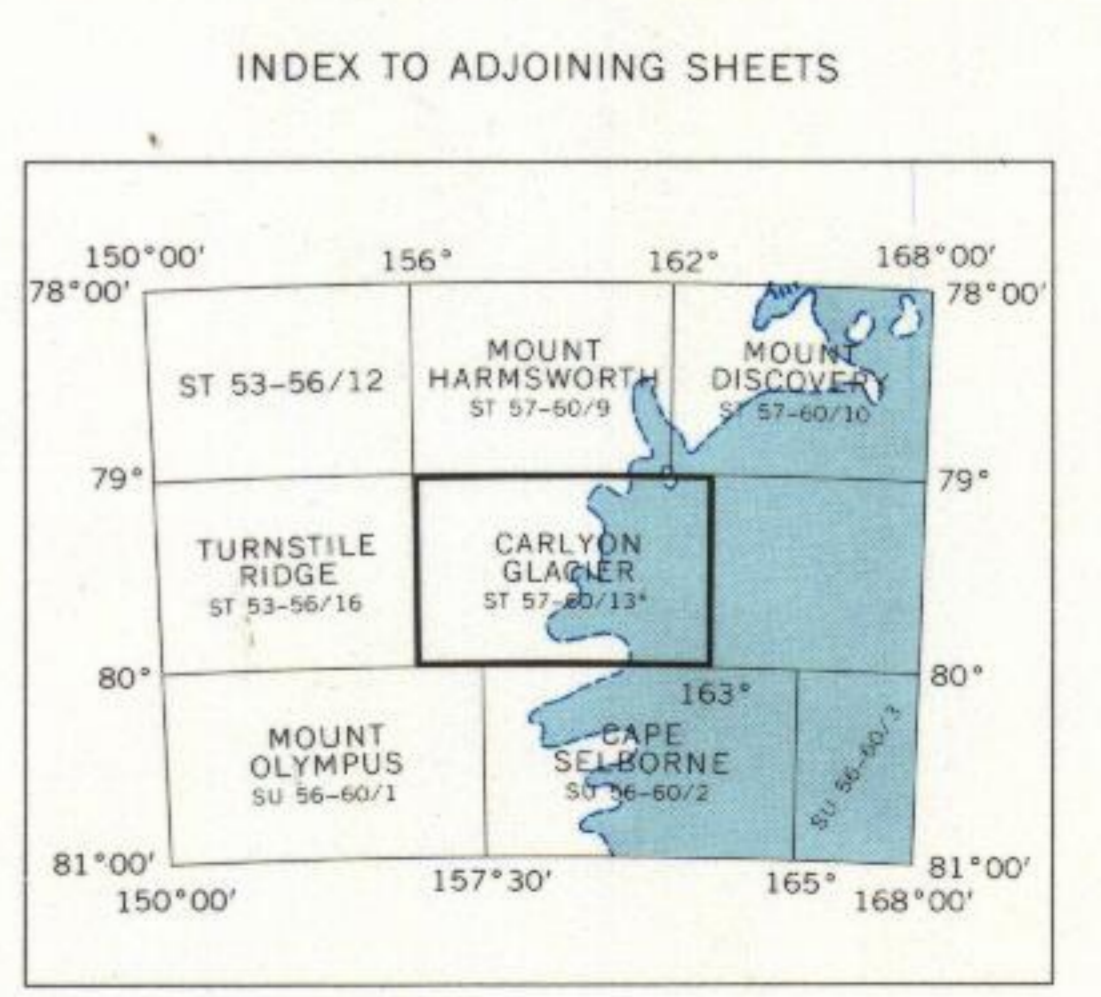 INDEX TO ADJOINING SHEETS
150°00'
156°
162°
168°00'
78°00'
78°00'
ST 53-56/12
MOUNT
HARMSWORTH
ST 57-60/9
MOUNT
DISCOVERY
ST 57-60/10
79°
79°
TURNSTILE
RIDGE
ST 53-56/16
CARLYON
GLACIER
ST 57-60/13*
80°
80°
163°
MOUNT
OLYMPUS
SU 56-60/1
CAPE
SELBORNE
SU 56-60/2
SU 56-60/3
81°00'
81°00'
157°30'
165°
150°00'
168°00'